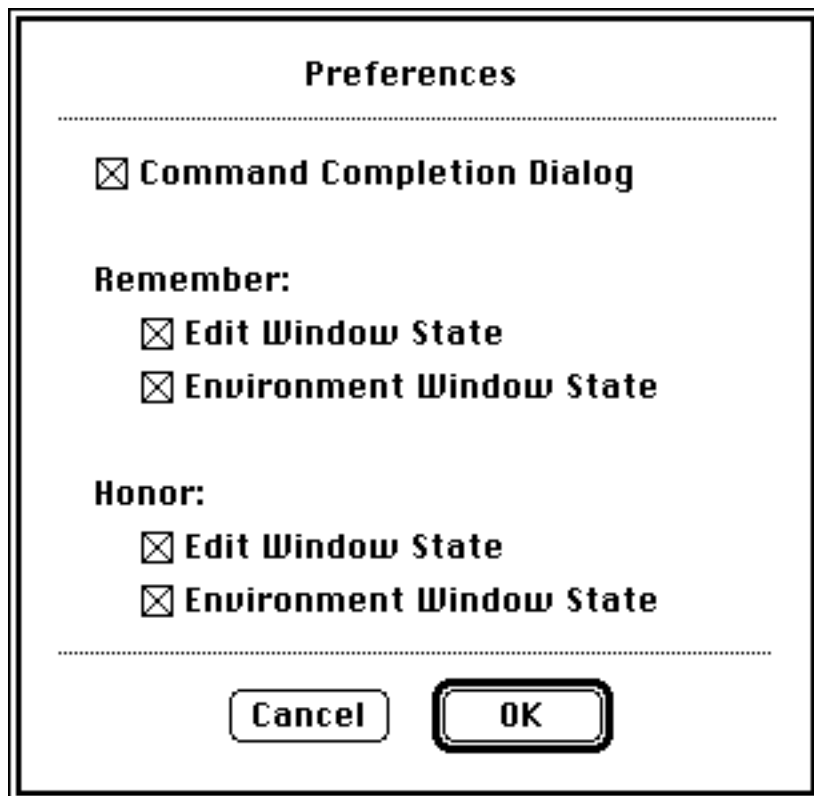 Preferences
Command Completion Dialog
Remember:
Edit Window State
Environment Window State
Honor:
Edit Window State
Environment Window State
Cancel OK